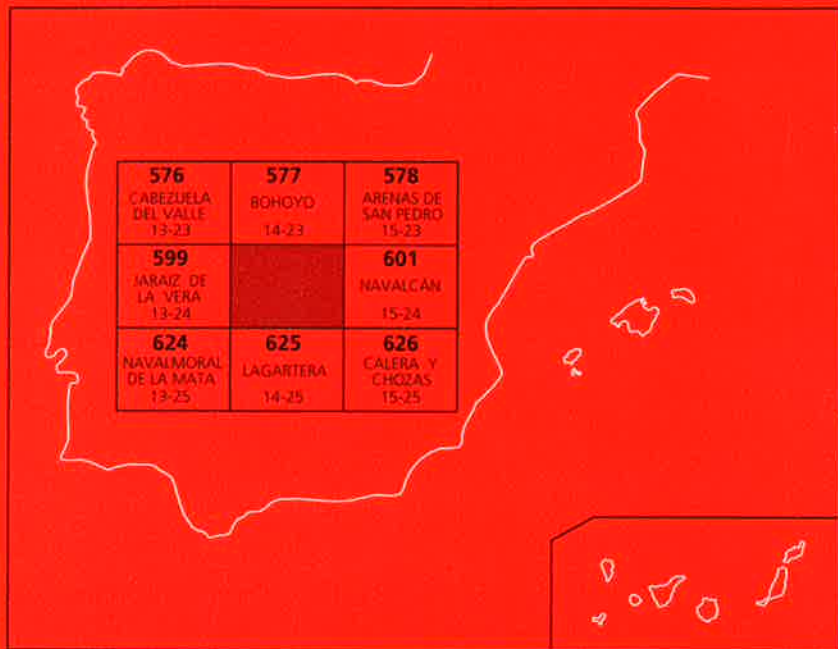 576
CABEZUELA
DEL VALLE
13-23
577
BOHOYO
14-23
578
ARENAS DE
SAN PEDRO
15-23
599
JARAIZ DE
LA VERA
13-24
601
NAVALCÁN
15-24
624
NAVALMORAL
DE LA MATA
13-25
625
LAGARTERA
14-25
626
CALERA Y
CHOZAS
15-25